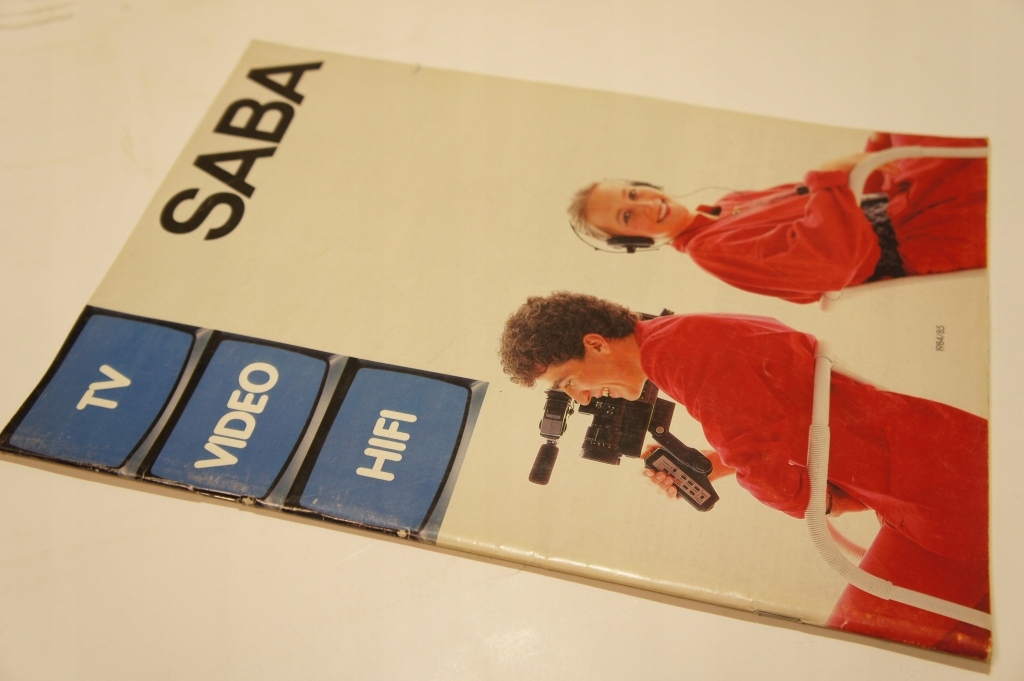 SABA
TV
VIDEO
HIFI
1984/85